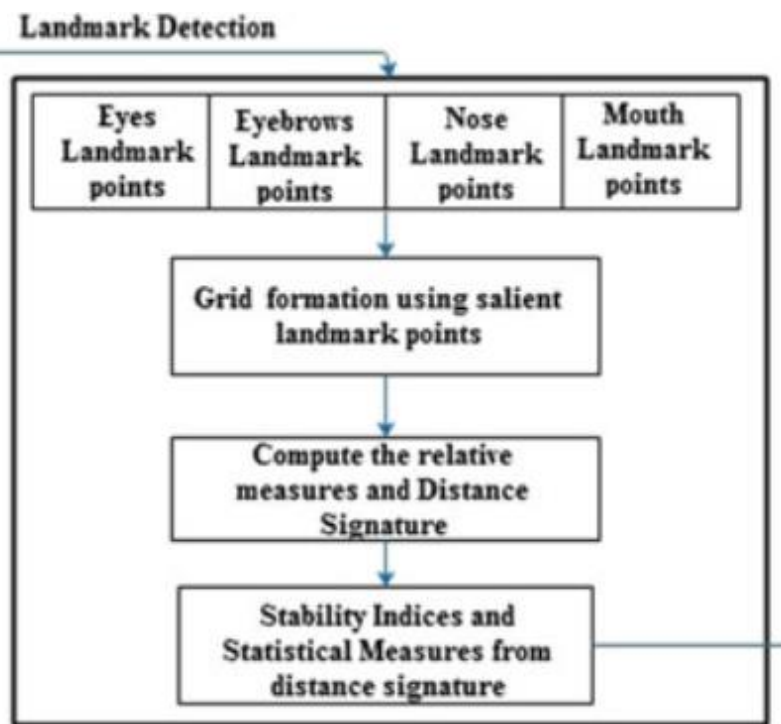 Landmark Detection
Eyes
Landmark
points
Eyebrows
Landmark
points
Nose
Landmark
points
Mouth
Landmark
points
Grid formation using salient
landmark points
Compute the relative
measures and Distance
Signature
Stability Indices and
Statistical Measures from
distance signature